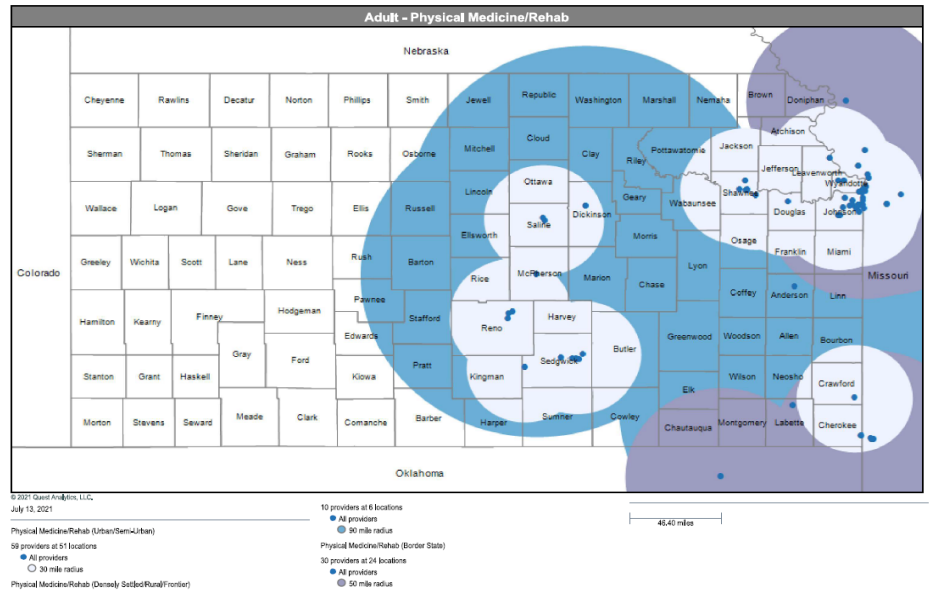 Adult - Physical Medicine/Rehab
Nebraska
Cheyenne Rawlins Decatur Norton Phillips Smith Jewell Republic Washington Marshall Nemaha Brown Doniphan
Atchison
Sherman Thomas Sheridan Graham Rooks Osborne Mitchell Cloud Clay Riley Pottawatomie Jackson Jefferson Leavenworth
Wyandotte
Wallace Logan Gove Trego Ellis Russell Lincoln Ottawa Dickinson Geary Wabaunsee Shawnee Douglas Johnson
Saline
Colorado
Greeley Wichita Scott Lane Ness Rush Barton Ellsworth Morris Osage Franklin Miami
Rice McPherson Marion Chase Lyon Missouri
Hamilton Kearny Finney Hodgeman Pawnee Stafford Reno Harvey Coffey Anderson Linn
Edwards
Gray Ford Sedgwick Butler Greenwood Woodson Allen Bourbon
Stanton Grant Haskell Kiowa Pratt Kingman Elk Wilson Neosho Crawford
Morton Stevens Seward Meade Clark Comanche Barber Harper Sumner Cowley Chautauqua Montgomery Labette Cherokee
Oklahoma
© 2021 Quest Analytics, LLC.
July 13, 2021
Physical Medicine/Rehab (Urban/Semi-Urban)
59 providers at 51 locations
All providers
30 mile radius
Physical Medicine/Rehab (Densely Settled/Rural/Frontier)
10 providers at 6 locations
All providers
90 mile radius
Physical Medicine/Rehab (Border State)
30 providers at 24 locations
All providers
50 mile radius
46.40 miles